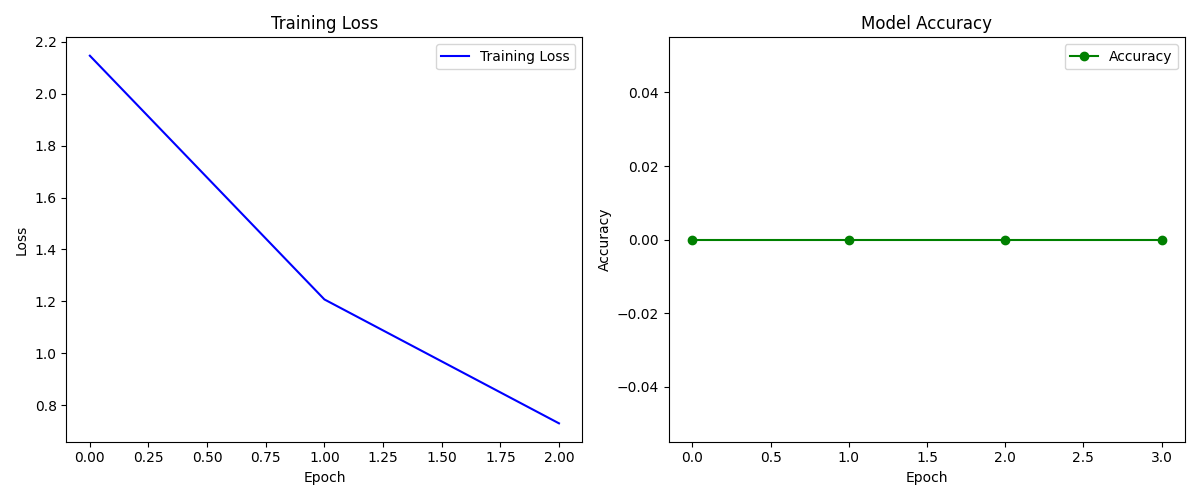 Training Loss
2.2
2.0
1.8
1.6
1.4
1.2
1.0
0.8
Loss
Training Loss
0.00 0.25 0.50 0.75 1.00 1.25 1.50 1.75 2.00
Epoch
Model Accuracy
0.04
0.02
0.00
−0.02
−0.04
Accuracy
Accuracy
0.0 0.5 1.0 1.5 2.0 2.5 3.0
Epoch